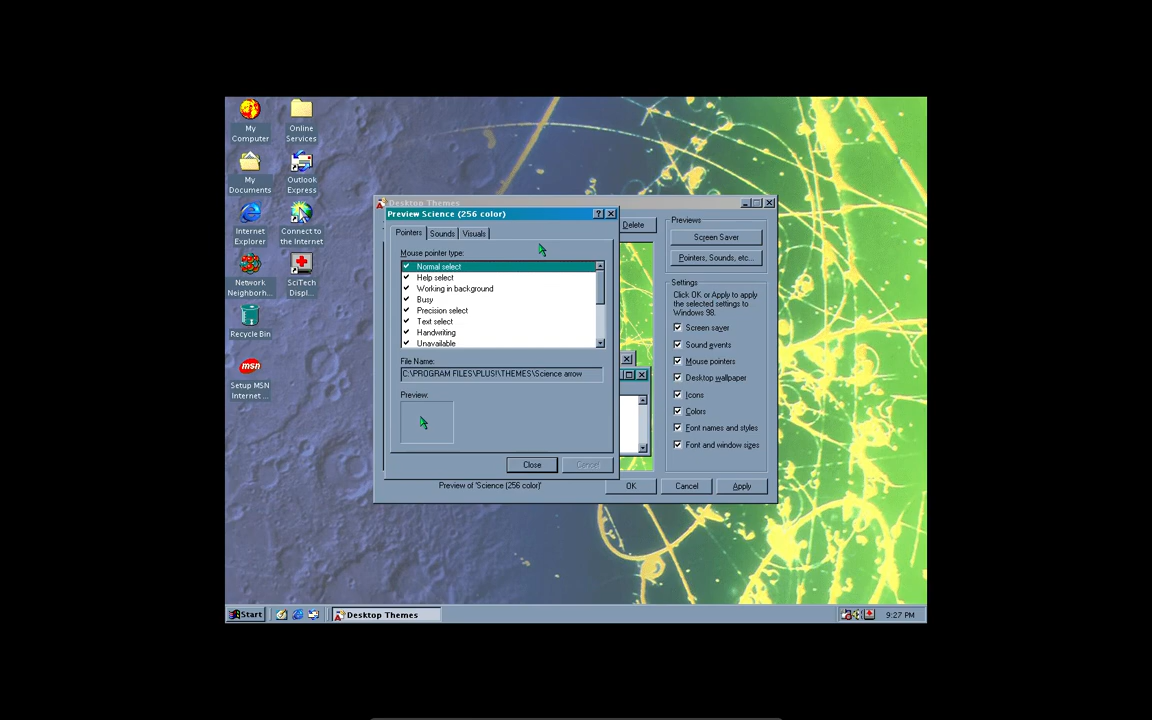 My
Computer
Online
Services
My
Documents
Outlook
Express
Internet
Explorer
Connect to
the Internet
Network
Neighborh...
SciTech
Displ...
Recycle Bin
Setup MSN
Internet ...
Desktop Themes
Preview Science (256 color)
Pointers
Sounds
Visuals
Mouse pointer type:
Normal select
Help select
Working in background
Busy
Precision select
Text select
Handwriting
Unavailable
File Name:
C:\PROGRAM FILES\PLUS!\THEMES\Science arrow
Preview:
Close
Cancel
Preview of 'Science (256 color)'
Delete
Previews
Screen Saver
Pointers, Sounds, etc...
Settings
Click OK or Apply to apply
the selected settings to
Windows 98.
Screen saver
Sound events
Mouse pointers
Desktop wallpaper
Icons
Colors
Font names and styles
Font and window sizes
OK
Cancel
Apply
Start
Desktop Themes
9:27 PM